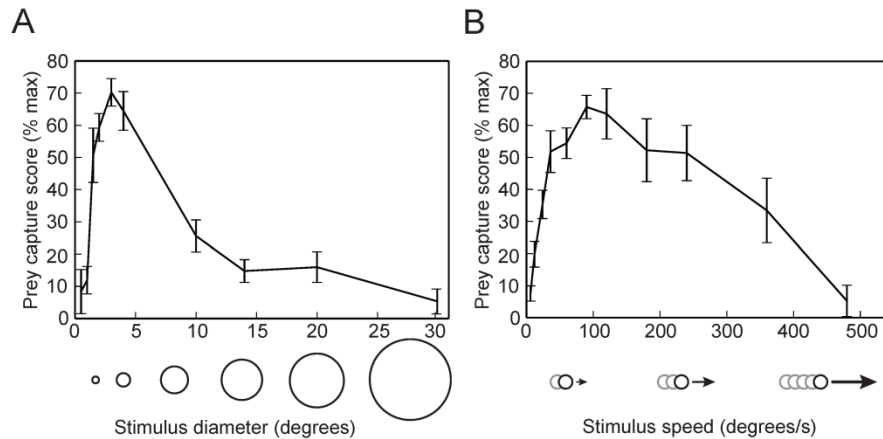 A
Prey capture score (% max)
80
70
60
50
40
30
20
10
0
0 5 10 15 20 25 30
Stimulus diameter (degrees)
B
Prey capture score (% max)
80
70
60
50
40
30
20
10
0
0 100 200 300 400 500
Stimulus speed (degrees/s)